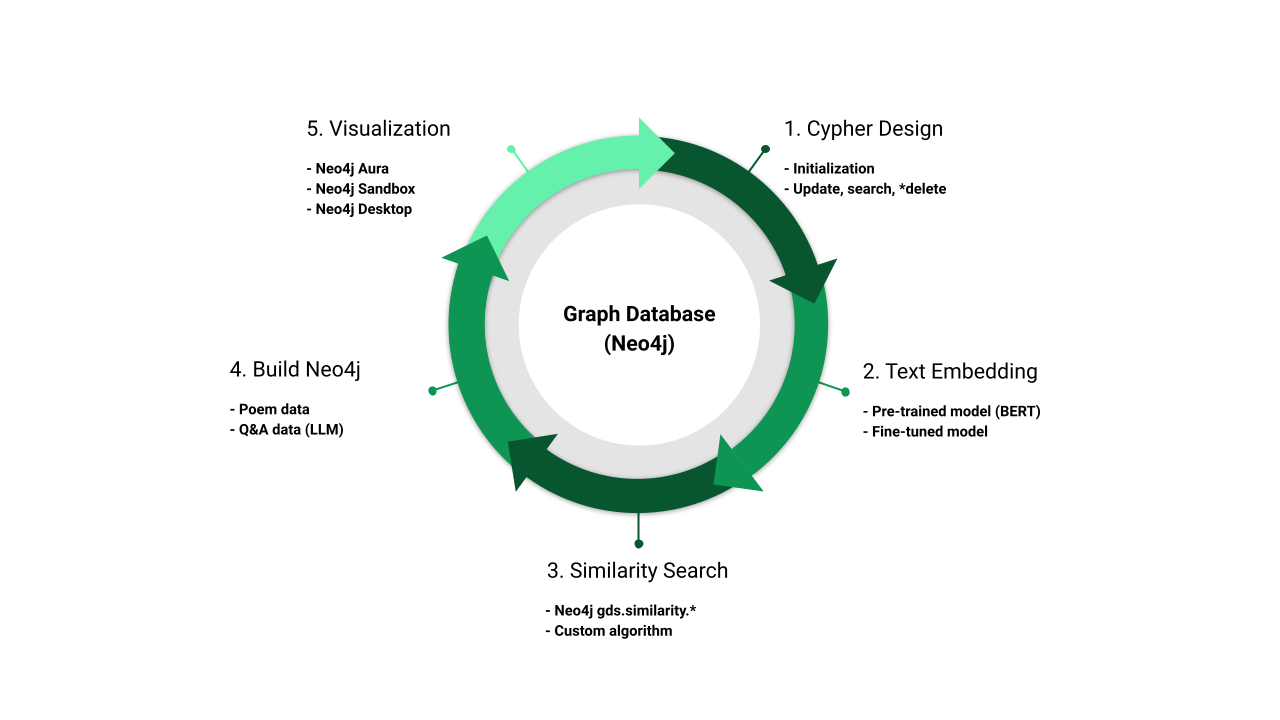 5. Visualization
- Neo4j Aura
- Neo4j Sandbox
- Neo4j Desktop
1. Cypher Design
- Initialization
- Update, search, *delete
Graph Database
(Neo4j)
4. Build Neo4j
- Poem data
- Q&A data (LLM)
2. Text Embedding
- Pre-trained model (BERT)
- Fine-tuned model
3. Similarity Search
- Neo4j gds.similarity.*
- Custom algorithm